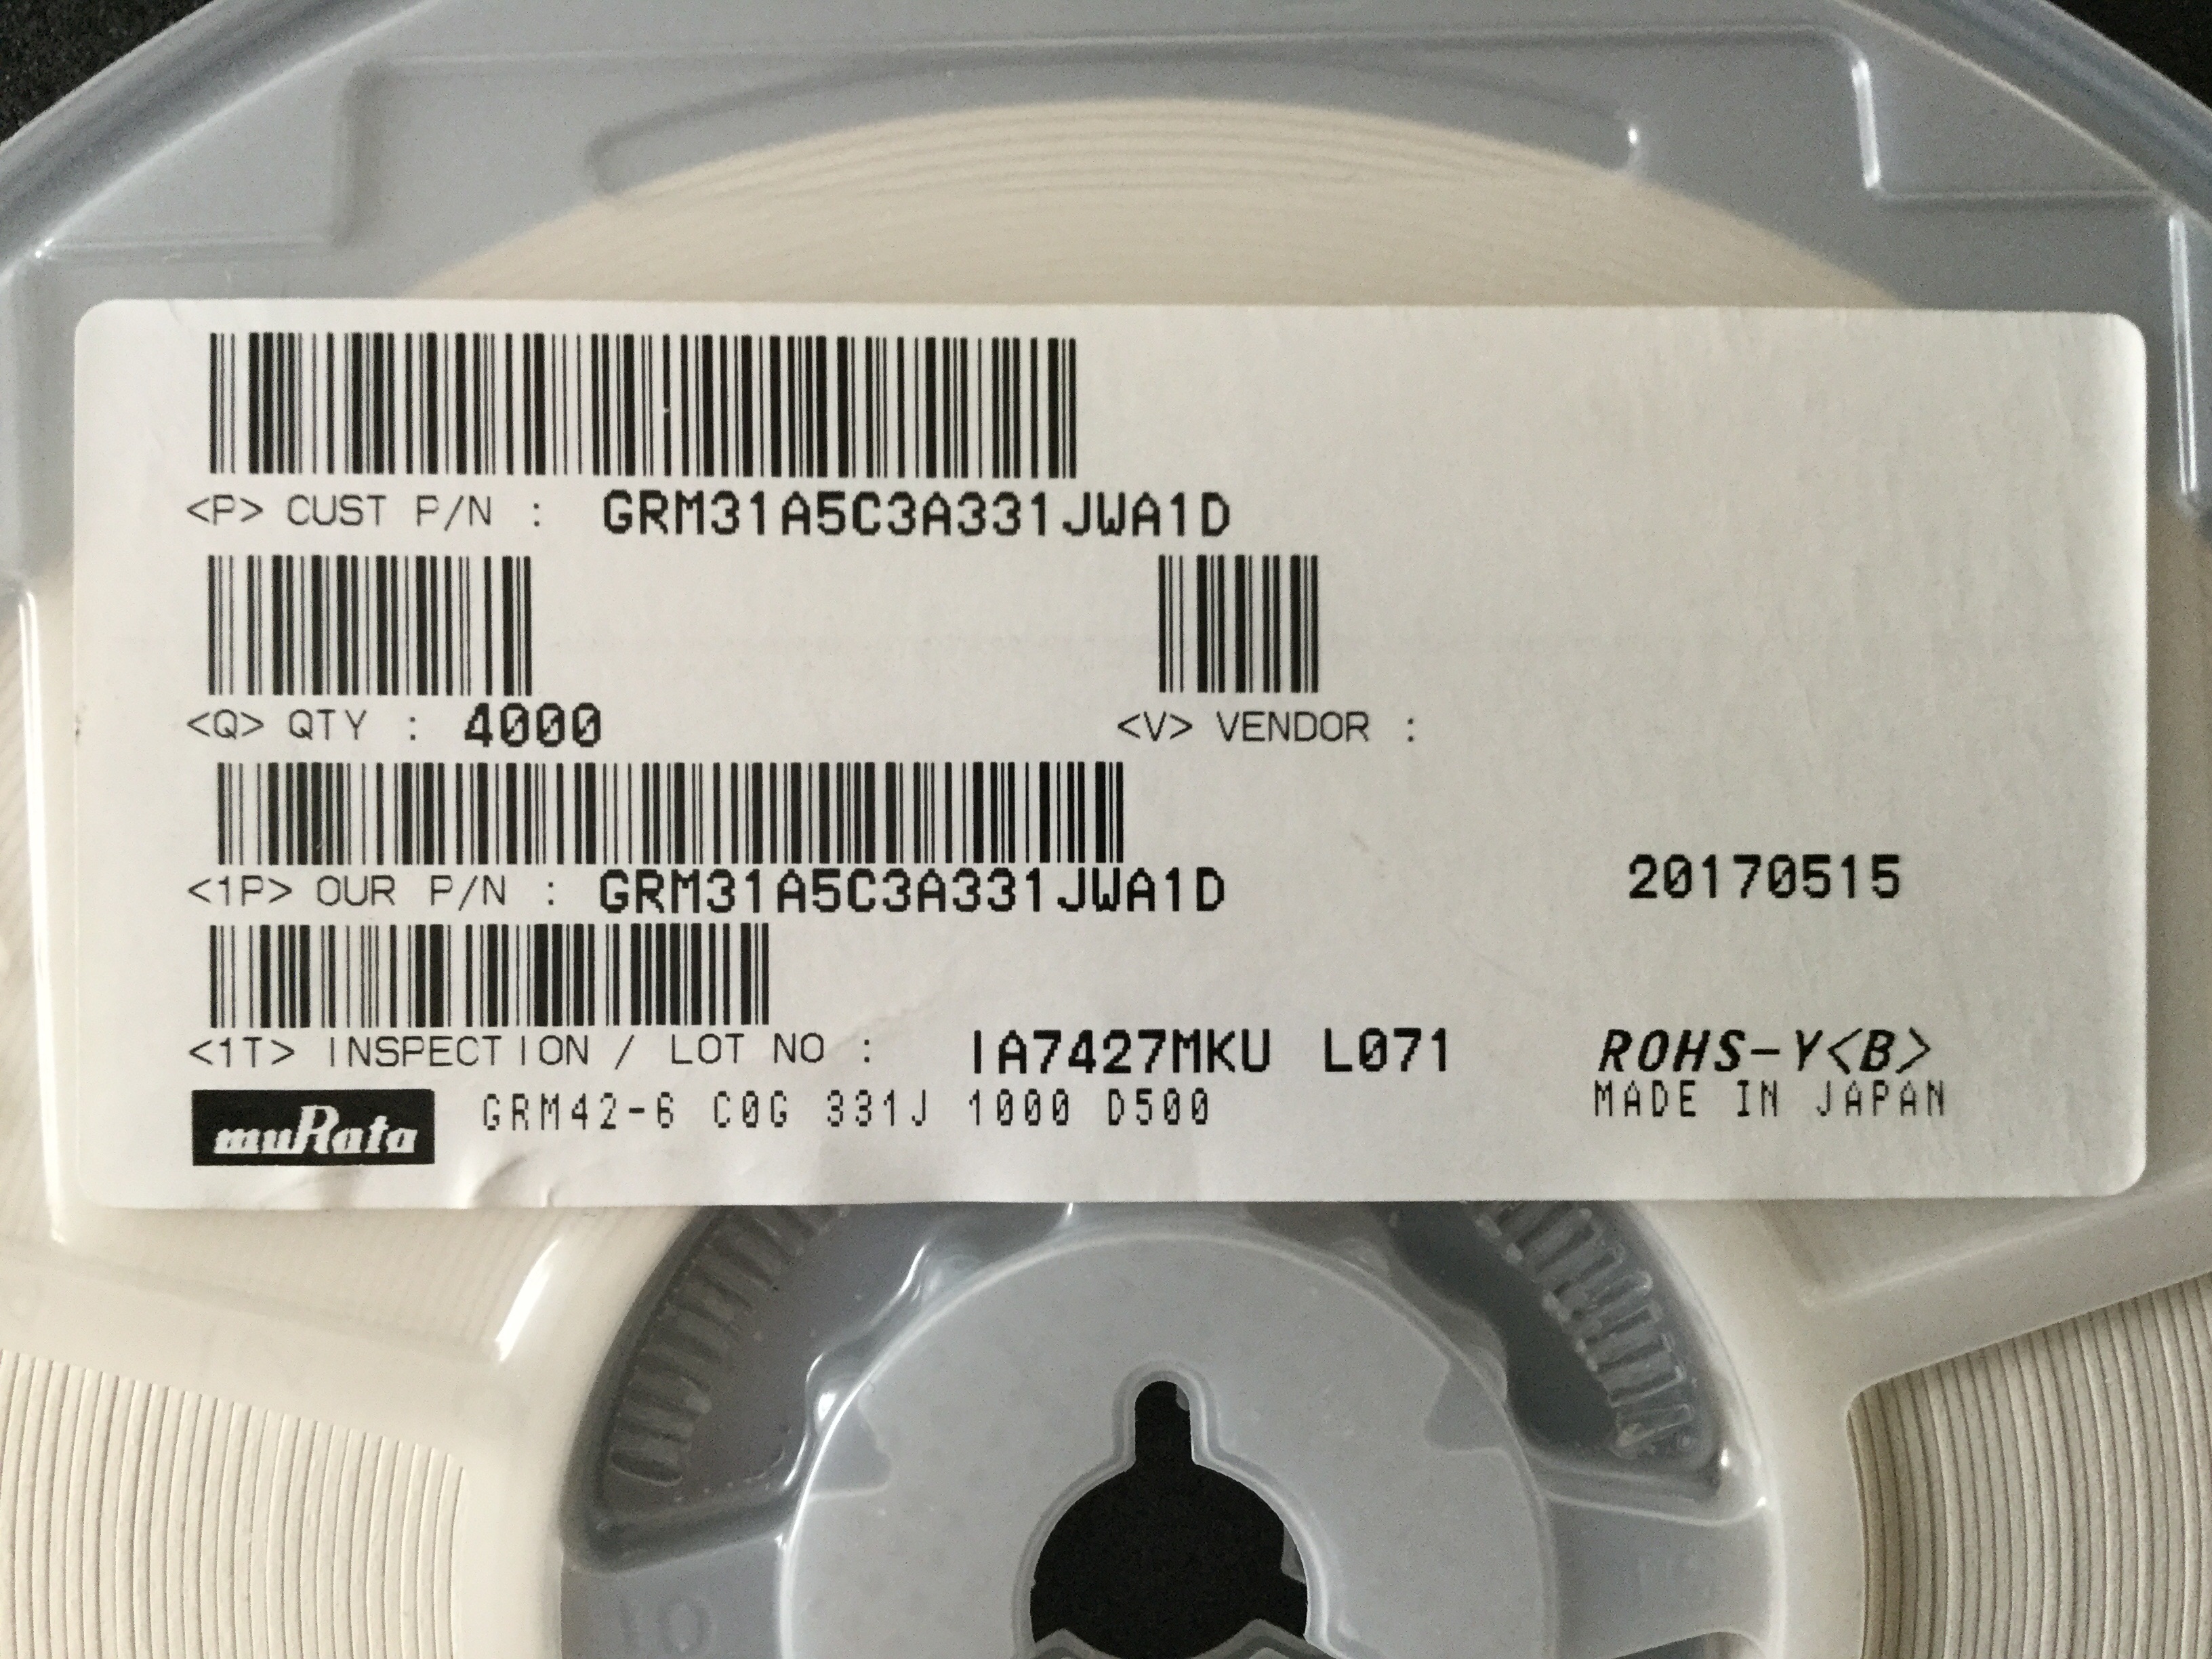 <P> CUST P/N : GRM31A5C3A331JWA1D
<Q> QTY : 4000 <V> VENDOR :
<1P> OUR P/N : GRM31A5C3A331JWA1D
20170515
<1T> INSPECTION / LOT NO : IA7427MKU L071 ROHS-Y<B>
muRata GRM42-6 C0G 331J 1000 D500 MADE IN JAPAN
10